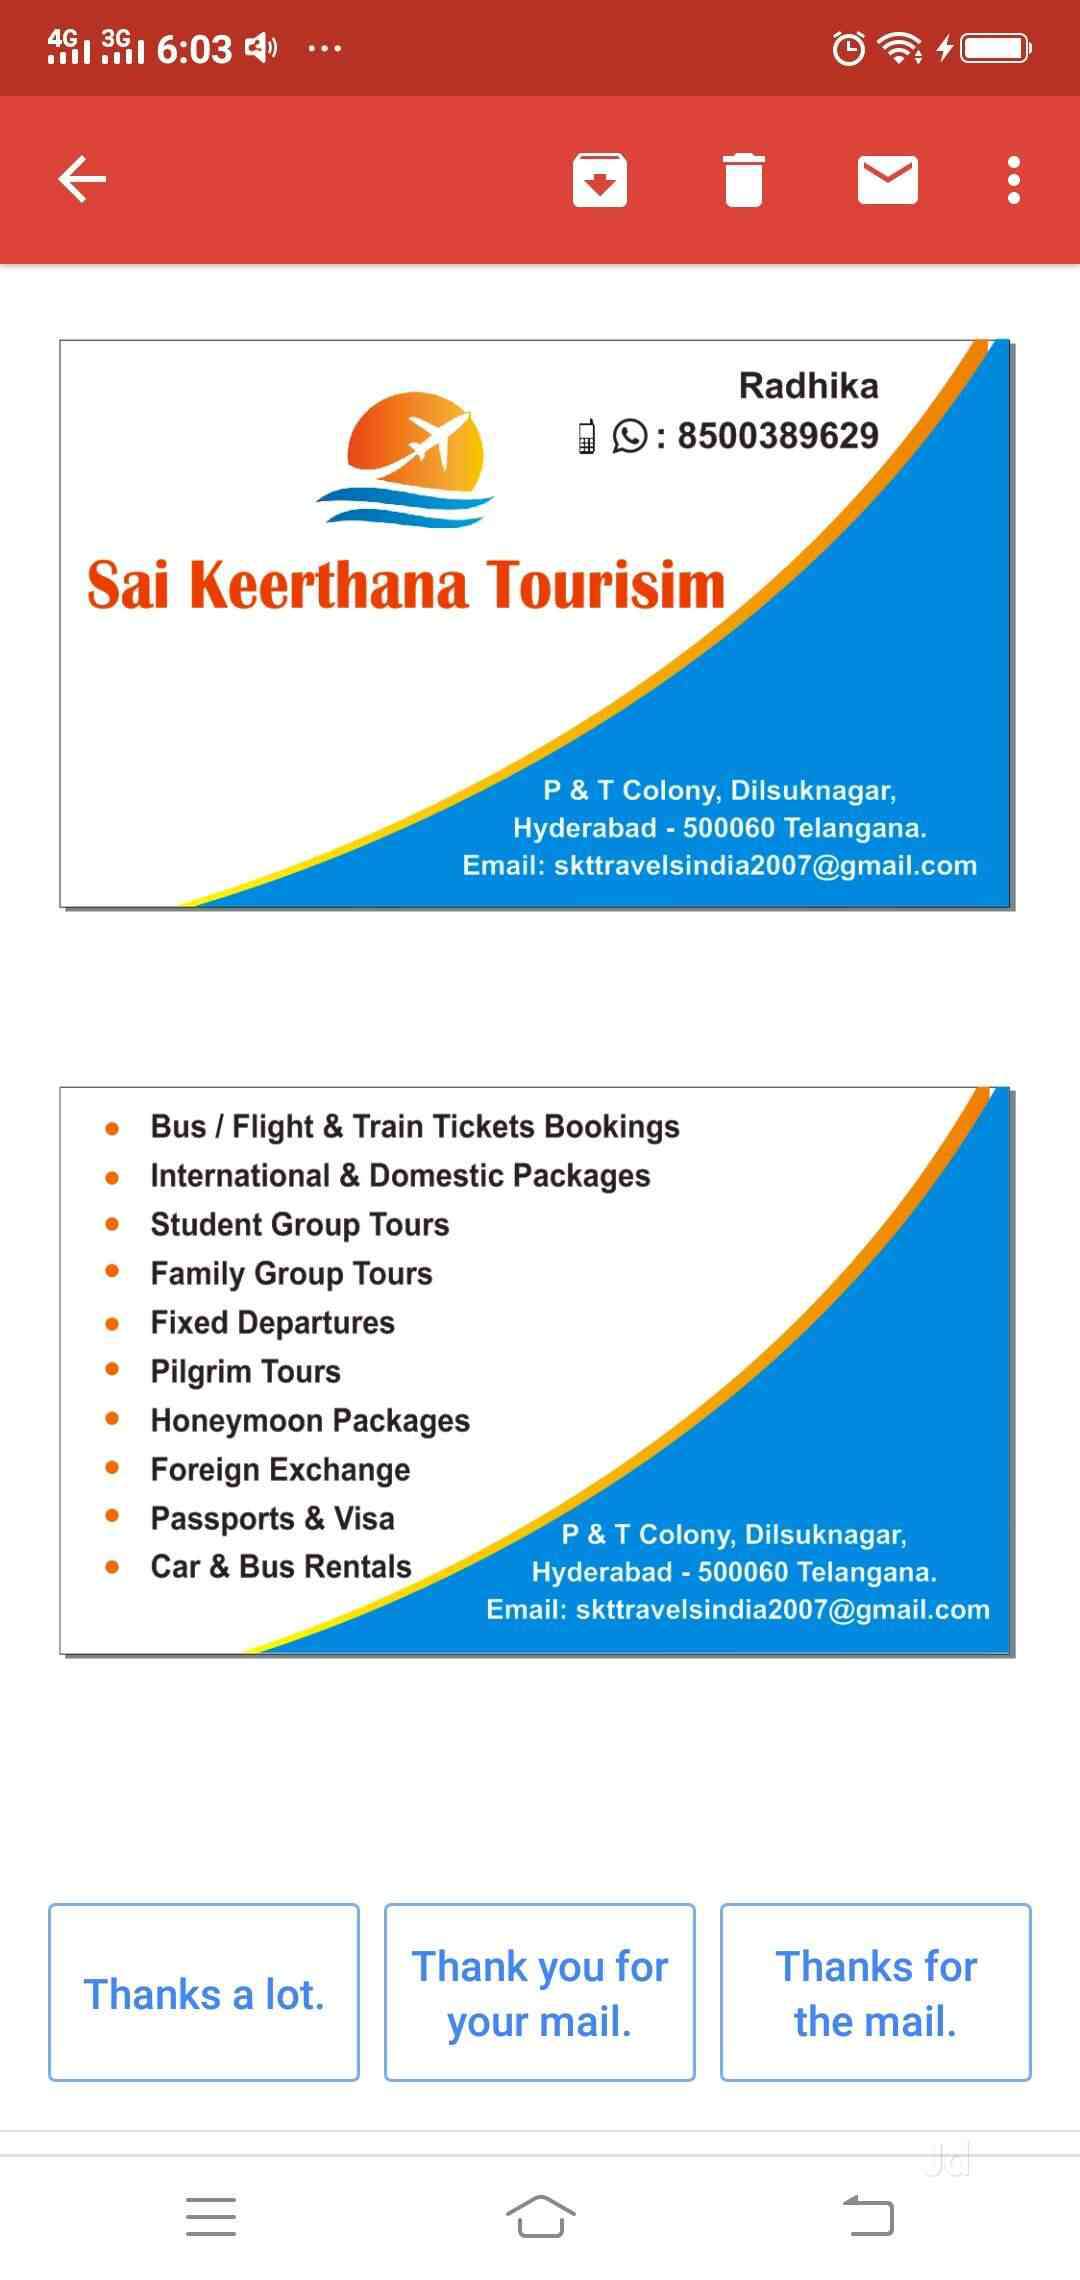 4G 3G 6:03
Radhika
: 8500389629
Sai Keerthana Tourisim
P & T Colony, Dilsuknagar,
Hyderabad - 500060 Telangana.
Email: skttravelsindia2007@gmail.com
• Bus / Flight & Train Tickets Bookings
• International & Domestic Packages
• Student Group Tours
• Family Group Tours
• Fixed Departures
• Pilgrim Tours
• Honeymoon Packages
• Foreign Exchange
• Passports & Visa
• Car & Bus Rentals
P & T Colony, Dilsuknagar,
Hyderabad - 500060 Telangana.
Email: skttravelsindia2007@gmail.com
Thanks a lot.
Thank you for
your mail.
Thanks for
the mail.
Jd